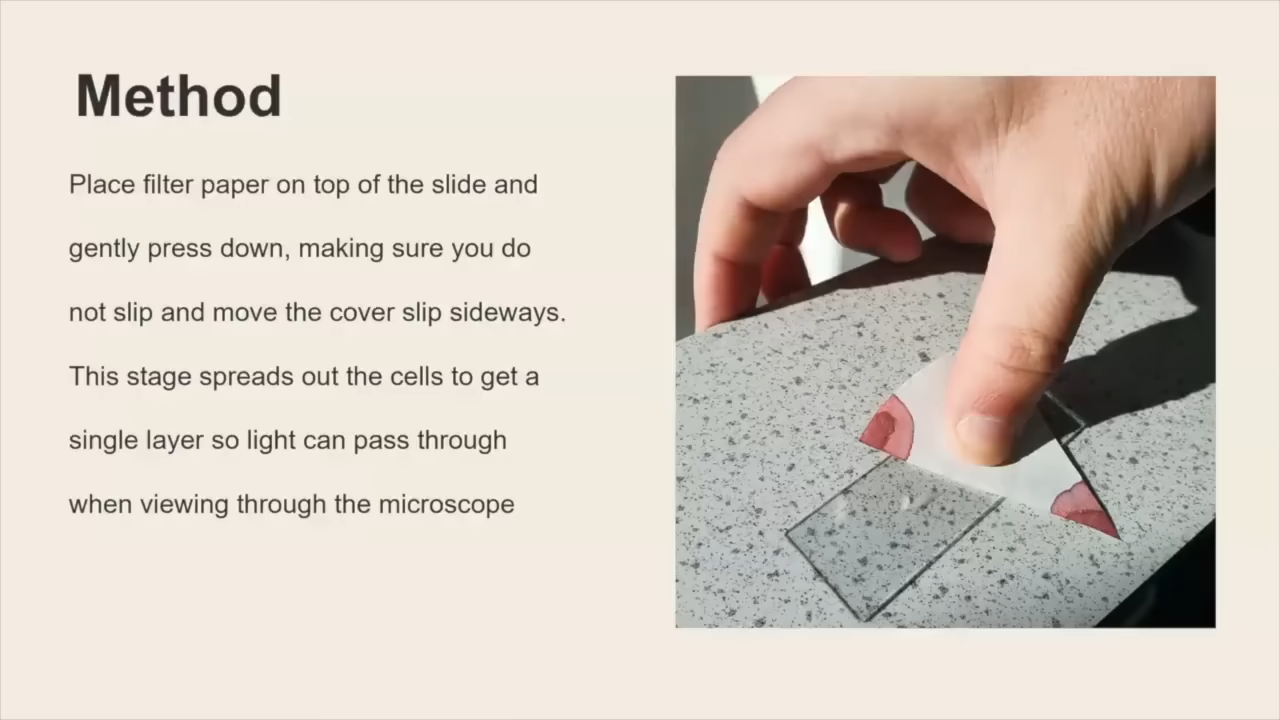 Method
Place filter paper on top of the slide and
gently press down, making sure you do
not slip and move the cover slip sideways.
This stage spreads out the cells to get a
single layer so light can pass through
when viewing through the microscope